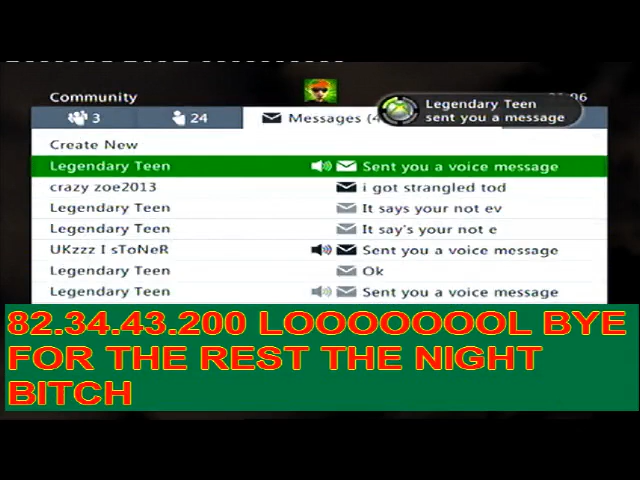 Community
Legendary Teen
sent you a message
3
24
Messages (4
Create New
Legendary Teen Sent you a voice message
crazy zoe2013 i got strangled tod
Legendary Teen It says your not ev
Legendary Teen It say's your not e
UKzzz I sToNeR Sent you a voice message
Legendary Teen Ok
Legendary Teen Sent you a voice message
82.34.43.200 LOOOOOOOL BYE
FOR THE REST THE NIGHT
BITCH